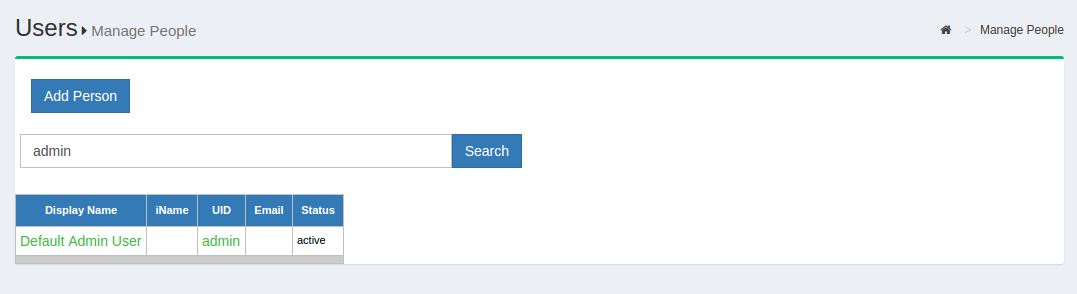 Users Manage People
> Manage People
Add Person
admin
Search
Display Name iName UID Email Status
Default Admin User admin active